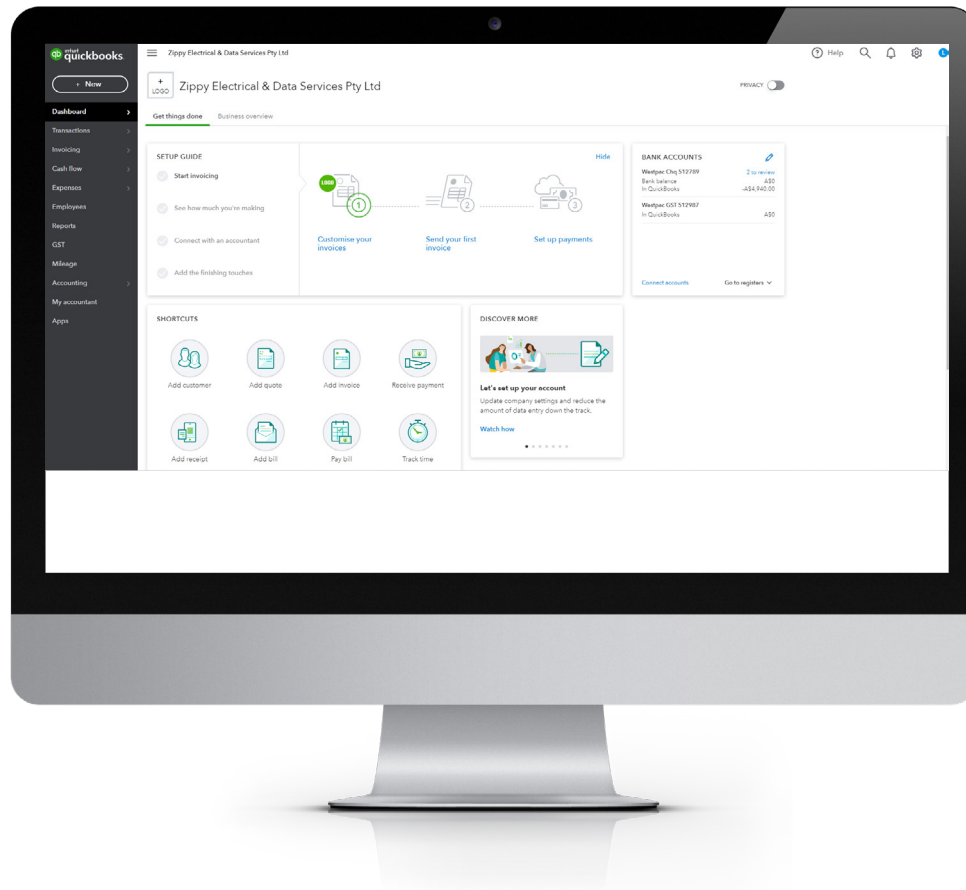 intuit
quickbooks
Zippy Electrical & Data Services Pty Ltd
Help
+ New
+
LOGO
Zippy Electrical & Data Services Pty Ltd
PRIVACY
Dashboard
Transactions
Invoicing
Cash flow
Expenses
Employees
Reports
GST
Mileage
Accounting
My accountant
Apps
Get things done
Business overview
SETUP GUIDE
Start invoicing
See how much you're making
Connect with an accountant
Add the finishing touches
Hide
LOGO
1
2
3
Customise your
invoices
Send your first
invoice
Set up payments
BANK ACCOUNTS
Westpac Chq 512789
2 to review
Bank balance
A$0
In QuickBooks
-A$4,940.00
Westpac GST 512987
In QuickBooks
A$0
Connect accounts
Go to registers
SHORTCUTS
Add customer
Add quote
Add invoice
Receive payment
Add receipt
Add bill
Pay bill
Track time
DISCOVER MORE
Let's set up your account
Update company settings and reduce the
amount of data entry down the track.
Watch how